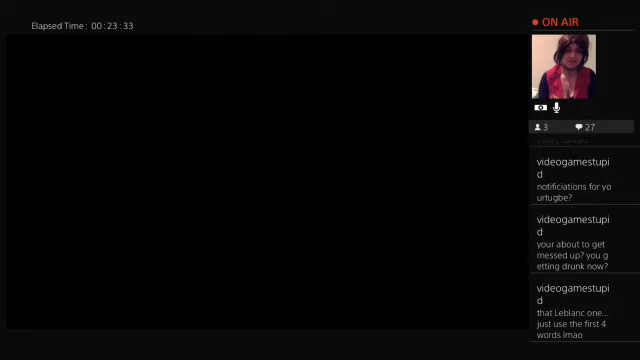 Elapsed Time : 00 : 23 : 33
ON AIR
3 27
videogamestupi
d
notificiations for yo
urtugbe?
videogamestupi
d
your about to get
messed up? you g
etting drunk now?
videogamestupi
d
that Leblanc one...
just use the first 4
words lmao